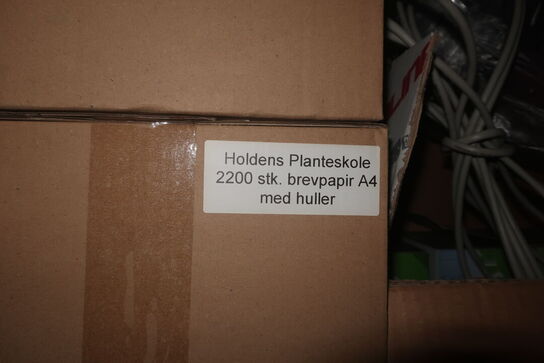 Holdens Planteskole
2200 stk. brevpapir A4
med huller